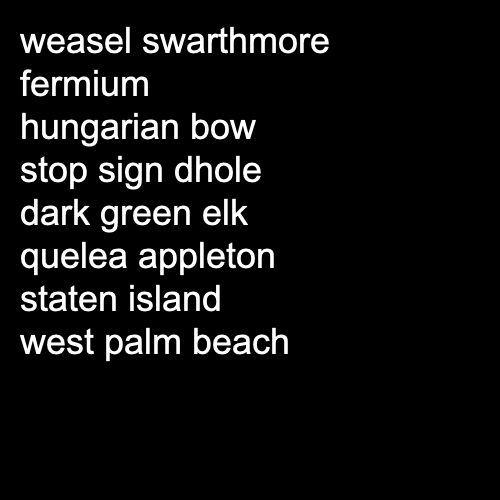 weasel swarthmore
fermium
hungarian bow
stop sign dhole
dark green elk
quelea appleton
staten island
west palm beach